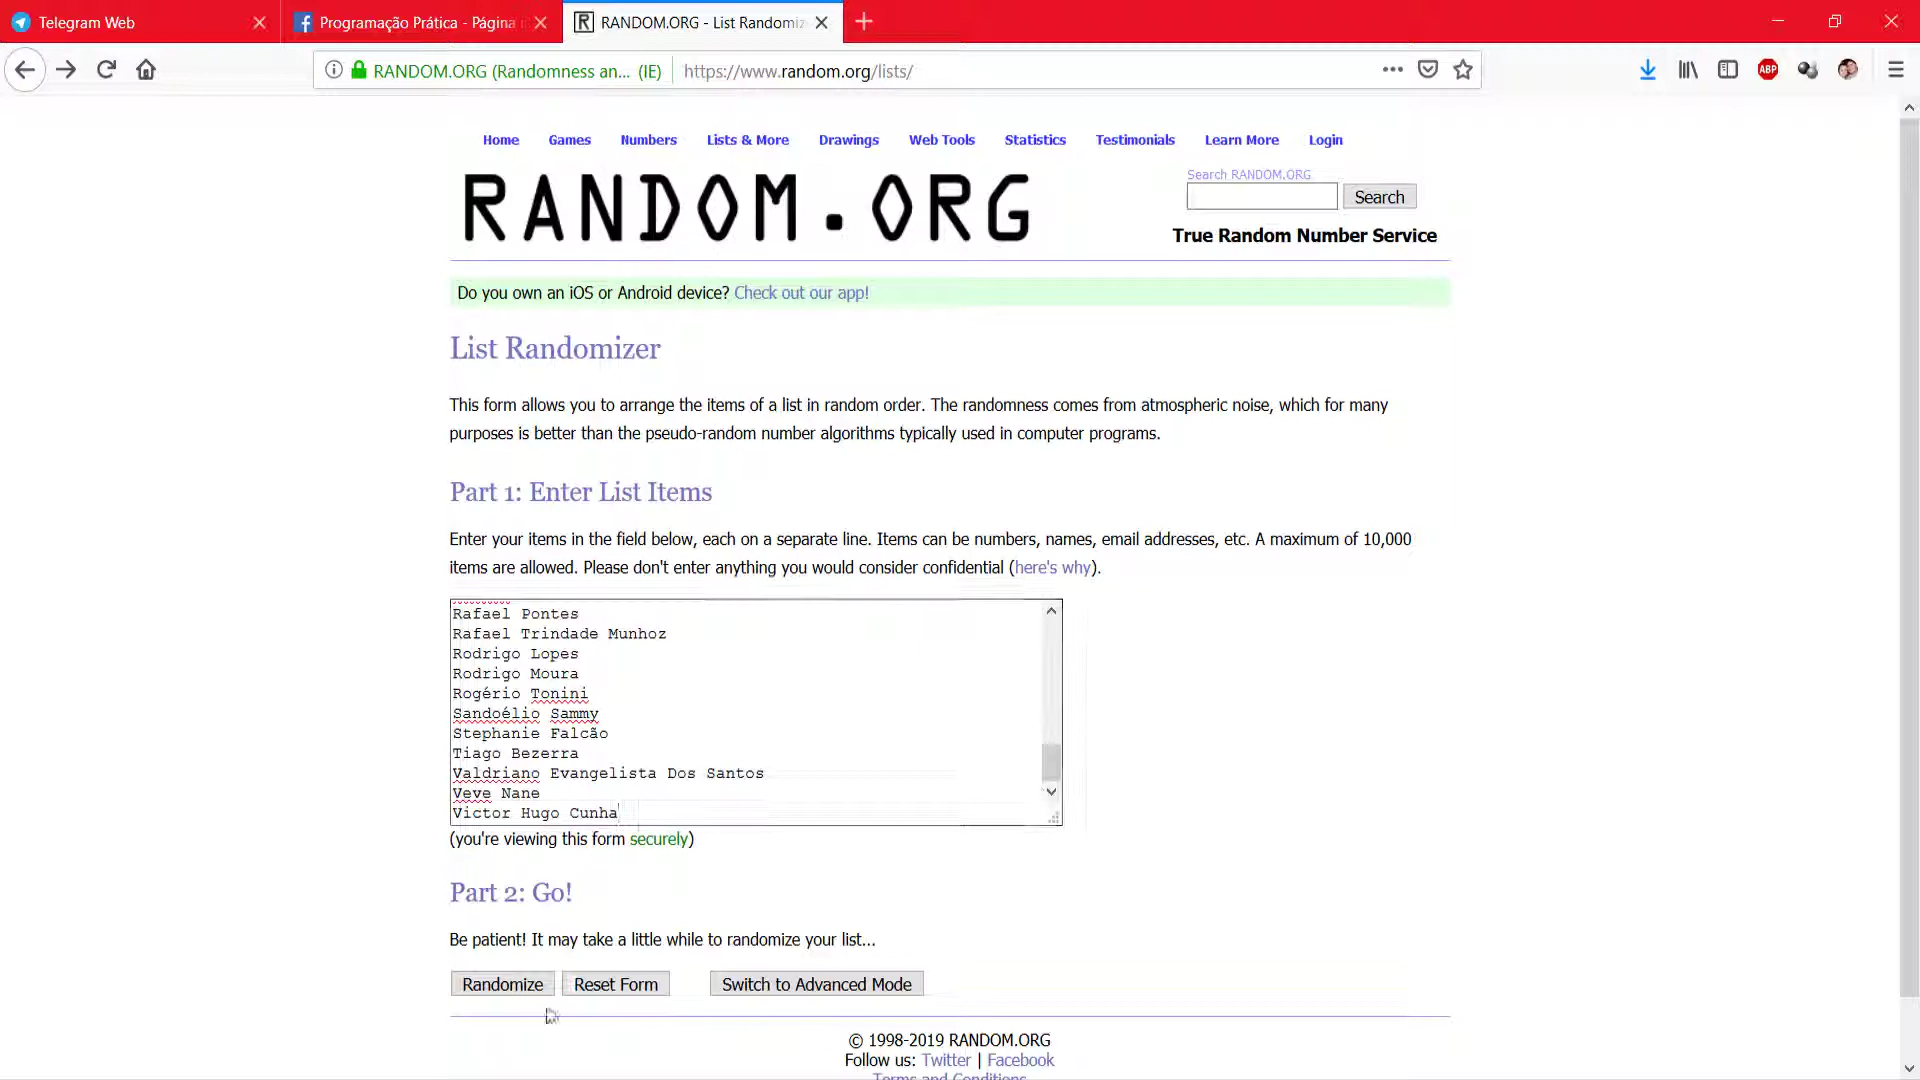 Telegram Web
Programação Prática - Página
RANDOM.ORG - List Randomiz
RANDOM.ORG (Randomness an... (IE)
https://www.random.org/lists/
ABP
Home Games Numbers Lists & More Drawings Web Tools Statistics Testimonials Learn More Login
RANDOM.ORG
Search RANDOM.ORG
Search
True Random Number Service
Do you own an iOS or Android device? Check out our app!
List Randomizer
This form allows you to arrange the items of a list in random order. The randomness comes from atmospheric noise, which for many
purposes is better than the pseudo-random number algorithms typically used in computer programs.
Part 1: Enter List Items
Enter your items in the field below, each on a separate line. Items can be numbers, names, email addresses, etc. A maximum of 10,000
items are allowed. Please don't enter anything you would consider confidential (here's why).
Rafael Pontes
Rafael Trindade Munhoz
Rodrigo Lopes
Rodrigo Moura
Rogério Tonini
Sandoélio Sammy
Stephanie Falcão
Tiago Bezerra
Valdriano Evangelista Dos Santos
Veve Nane
Victor Hugo Cunha
(you're viewing this form securely)
Part 2: Go!
Be patient! It may take a little while to randomize your list...
Randomize Reset Form Switch to Advanced Mode
© 1998-2019 RANDOM.ORG
Follow us: Twitter | Facebook
Terms and Conditions